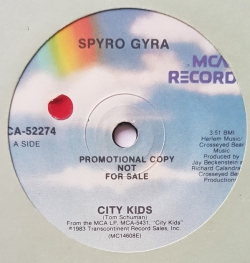 SPYRO GYRA
MCA
RECORD
CA-52274
A SIDE
3:51 BMI
Harlem Music/
Crosseyed Bear
Music
Produced by
Jay Beckenstein &
Richard Calandra
Crosseyed Be
Production
PROMOTIONAL COPY
NOT
FOR SALE
CITY KIDS
(Tom Schuman)
From the MCA LP, MCA-5431, "City Kids"
©1983 Transcontinent Record Sales, Inc.
(MC14608E)